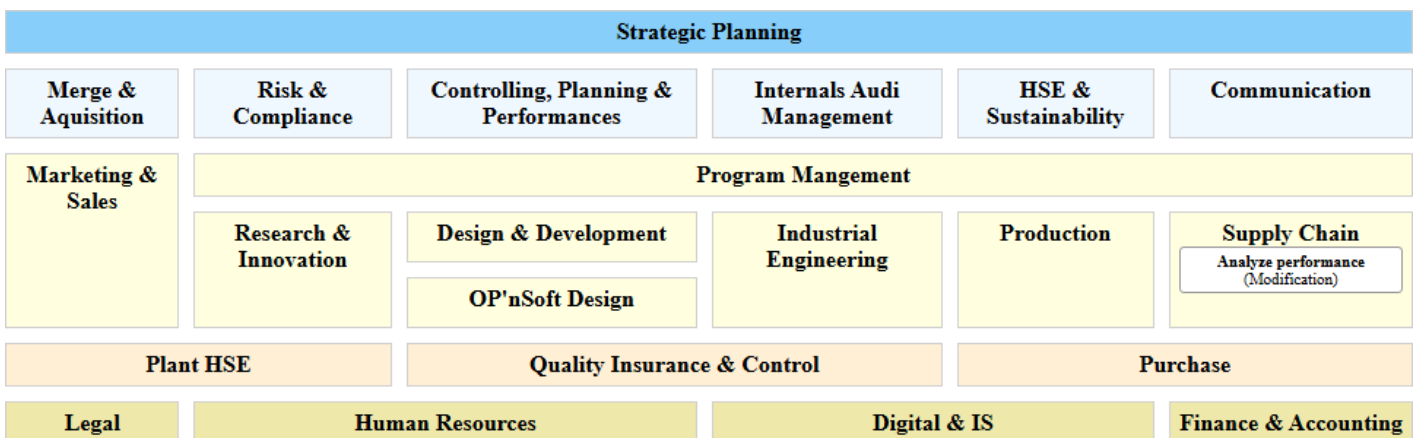 Strategic Planning
Merge &
Aquisition
Risk &
Compliance
Controlling, Planning &
Performances
Internals Audi
Management
HSE &
Sustainability
Communication
Marketing &
Sales
Program Mangement
Research &
Innovation
Design & Development
OP'nSoft Design
Industrial
Engineering
Production
Supply Chain
Analyze performance
(Modification)
Plant HSE
Quality Insurance & Control
Purchase
Legal
Human Resources
Digital & IS
Finance & Accounting